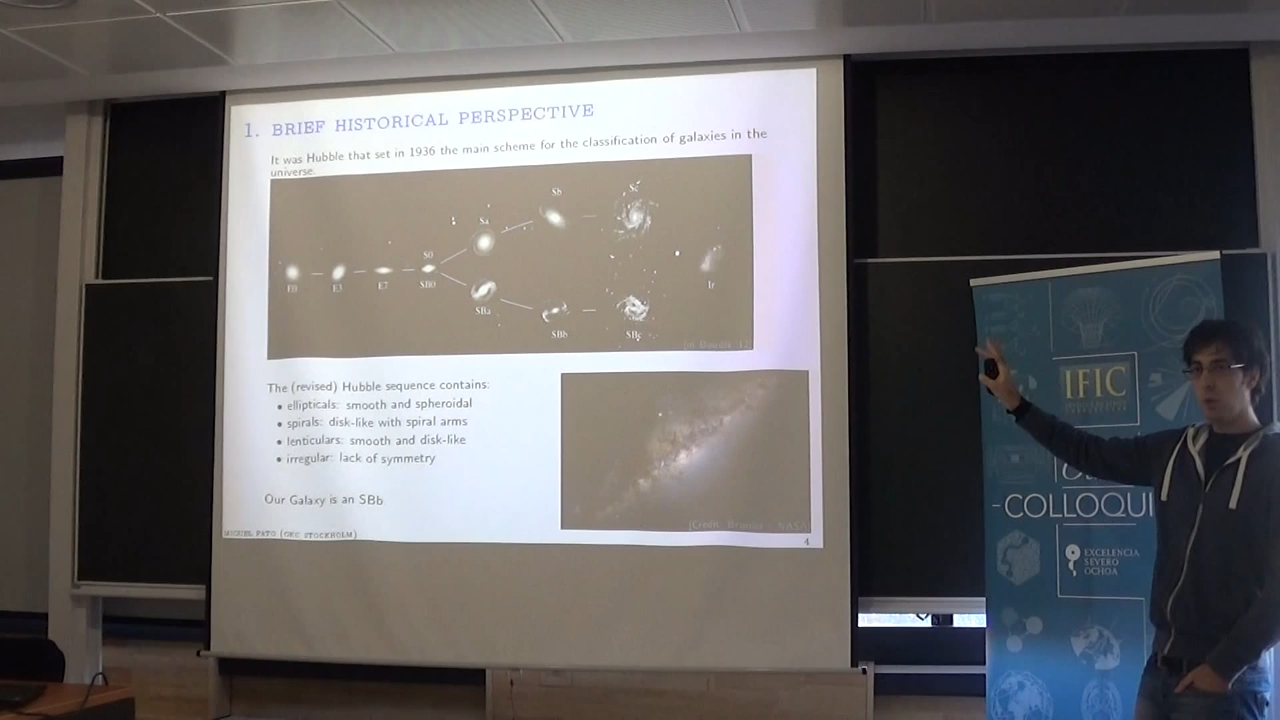 1. BRIEF HISTORICAL PERSPECTIVE
It was Hubble that set in 1936 the main scheme for the classification of galaxies in the
universe.
Sb
Sc
Sa
S0
E0
E3
E7
SB0
Ir
SBa
SBb
SBc
The (revised) Hubble sequence contains:
• ellipticals: smooth and spheroidal
• spirals: disk-like with spiral arms
• lenticulars: smooth and disk-like
• irregular: lack of symmetry
Our Galaxy is an SBb
MIGUEL PATO (OKC STOCKHOLM)
4
IFIC
- COLLOQUI
EXCELENCIA
SEVERO
OCHOA